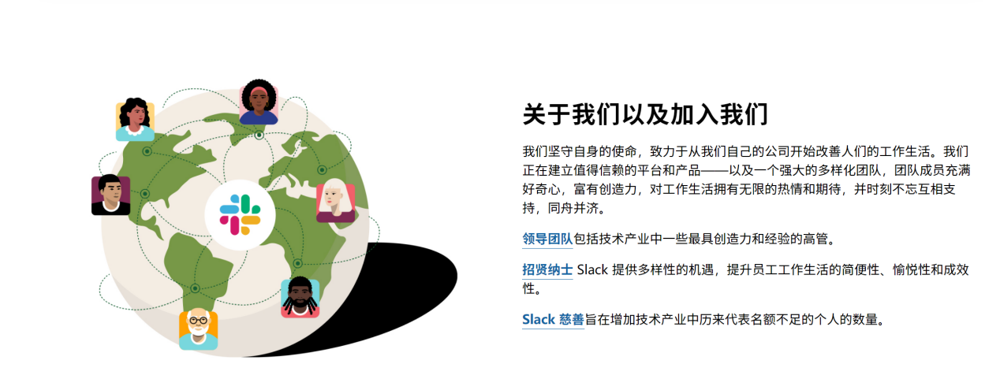 关于我们以及加入我们
我们坚守自身的使命，致力于从我们自己的公司开始改善人们的工作生活。我们
正在建立值得信赖的平台和产品——以及一个强大的多样化团队，团队成员充满
好奇心，富有创造力，对工作生活拥有无限的热情和期待，并时刻不忘互相支
持，同舟并济。
领导团队包括技术产业中一些最具创造力和经验的高管。
招贤纳士 Slack 提供多样性的机遇，提升员工工作生活的简便性、愉悦性和成效
性。
Slack 慈善旨在增加技术产业中历来代表名额不足的个人的数量。